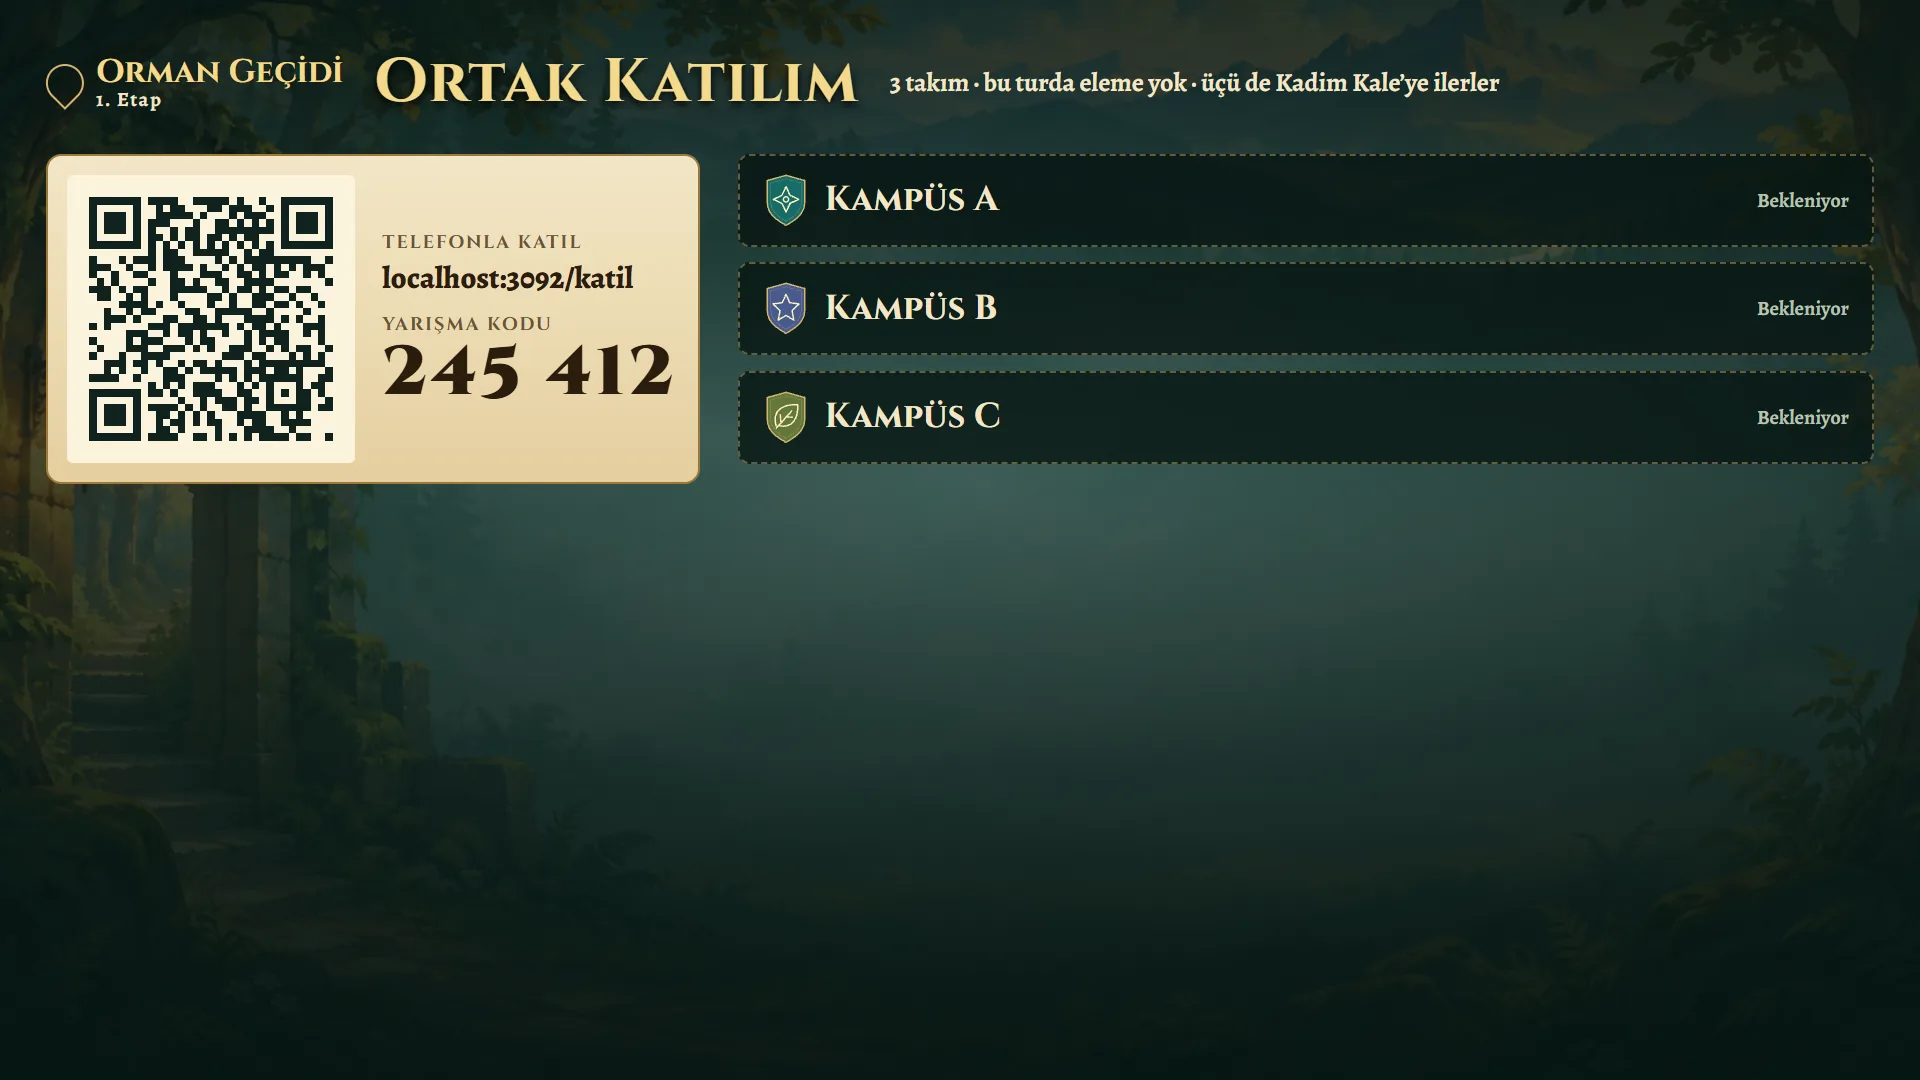 Orman Geçidi
1. Etap
Ortak Katılım
3 takım · bu turda eleme yok · üçü de Kadim Kale’ye ilerler
TELEFONLA KATIL
localhost:3092/katil
YARIŞMA KODU
245 412
Kampüs A
Bekleniyor
Kampüs B
Bekleniyor
Kampüs C
Bekleniyor